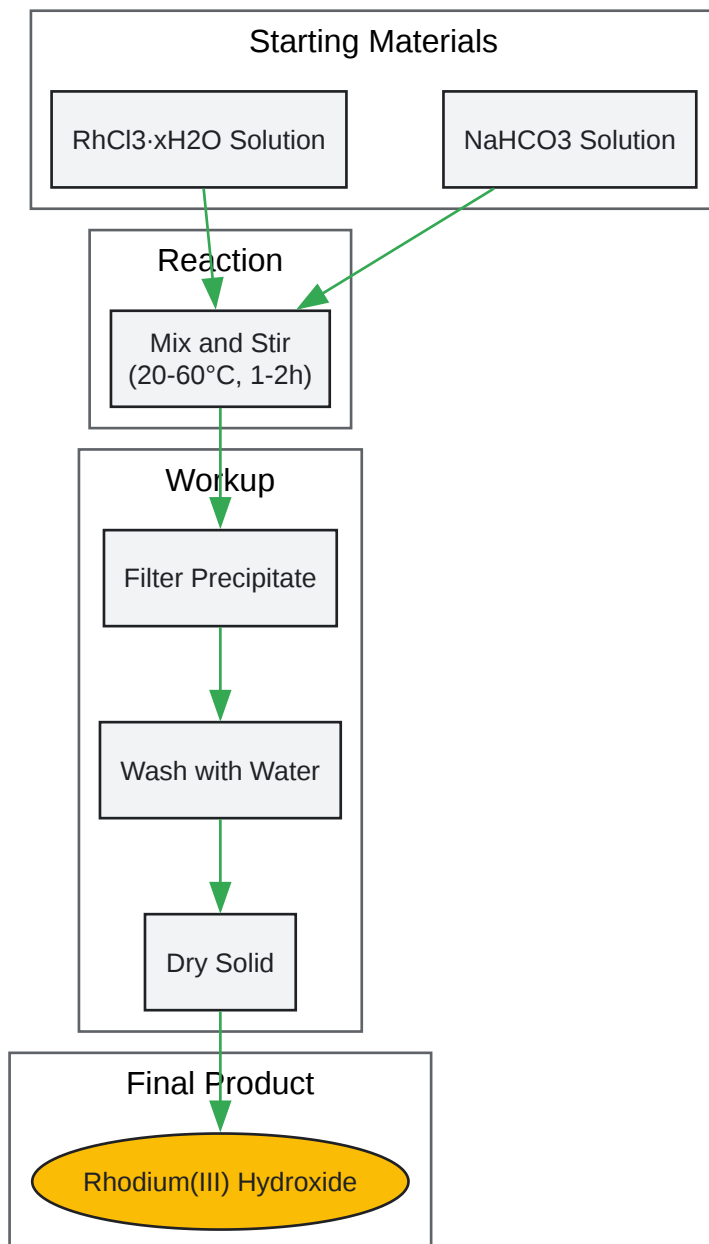 Starting Materials
RhCl3·xH2O Solution
NaHCO3 Solution
Reaction
Mix and Stir
(20-60°C, 1-2h)
Workup
Filter Precipitate
Wash with Water
Dry Solid
Final Product
Rhodium(III) Hydroxide